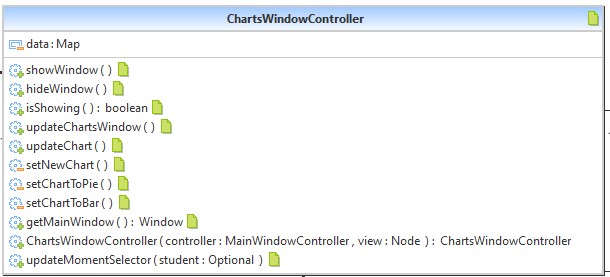 ChartsWindowController
data : Map
showWindow ( )
hideWindow ( )
isShowing ( ) : boolean
updateChartsWindow ( )
updateChart ( )
setNewChart ( )
setChartToPie ( )
setChartToBar ( )
getMainWindow ( ) : Window
ChartsWindowController ( controller : MainWindowController , view : Node ) : ChartsWindowController
updateMomentSelector ( student : Optional )